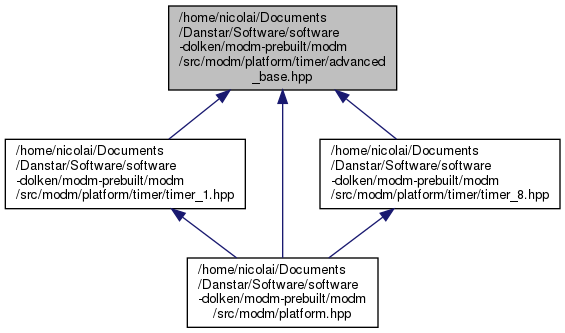 /home/nicolai/Documents
/Danstar/Software/software
-dolken/modm-prebuilt/modm
/src/modm/platform/timer/advanced
_base.hpp
/home/nicolai/Documents
/Danstar/Software/software
-dolken/modm-prebuilt/modm
/src/modm/platform/timer/timer_1.hpp
/home/nicolai/Documents
/Danstar/Software/software
-dolken/modm-prebuilt/modm
/src/modm/platform/timer/timer_8.hpp
/home/nicolai/Documents
/Danstar/Software/software
-dolken/modm-prebuilt/modm
/src/modm/platform.hpp